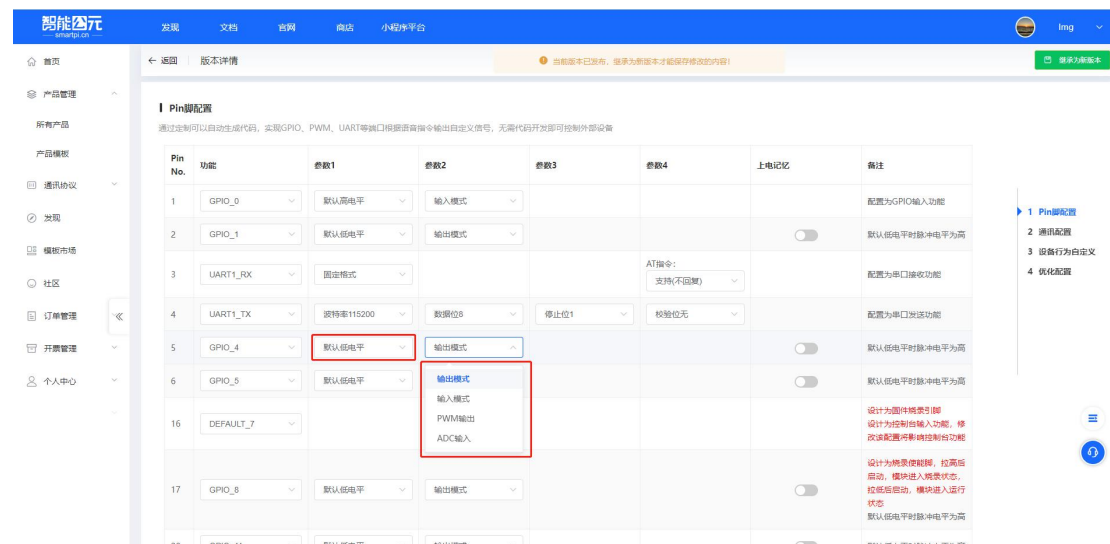 智能公元
smartpi.cn
发现 文档 官网 商店 小程序平台
lmg
首页
产品管理
所有产品
产品模板
通讯协议
发现
模板市场
社区
订单管理
开票管理
个人中心
← 返回 版本详情
当前版本已发布,继承为新版本才能保存修改的内容!
继承为新版本
Pin脚配置
通过定制可以自动生成代码,实现GPIO、PWM、UART等端口根据语音指令输出自定义信号,无需代码开发即可控制外部设备
Pin No. 功能 参数1 参数2 参数3 参数4 上电记忆 备注
1 GPIO_0 默认高电平 输入模式 配置为GPIO输入功能
2 GPIO_1 默认低电平 输出模式 默认低电平时脉冲电平为高
AT指令:
3 UART1_RX 固定格式 支持(不回复) 配置为串口接收功能
4 UART1_TX 波特率115200 数据位8 停止位1 校验位无 配置为串口发送功能
5 GPIO_4 默认低电平 输出模式 默认低电平时脉冲电平为高
6 GPIO_5 默认低电平 默认低电平时脉冲电平为高
输出模式
输入模式
PWM输出
ADC输入
16 DEFAULT_7
设计为固件烧录引脚
设计为控制台输入功能,修
改该配置将影响控制台功能
17 GPIO_8 默认低电平 输出模式
设计为烧录使能脚,拉高后
启动,模块进入烧录状态,
拉低后启动,模块进入运行
状态
默认低电平时脉冲电平为高
1 Pin脚配置
2 通讯配置
3 设备行为自定义
4 优化配置